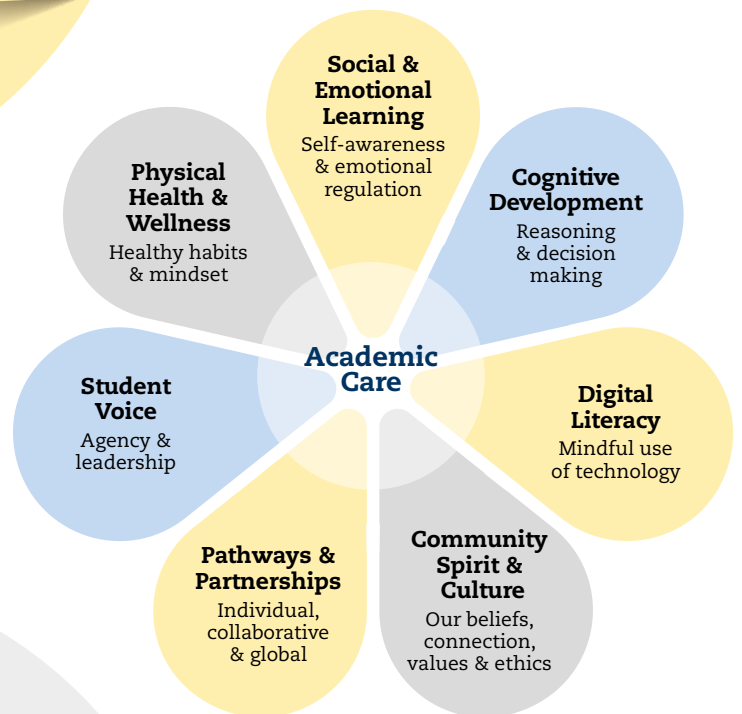 Social &
Emotional
Learning
Self-awareness
& emotional
regulation
Cognitive
Development
Reasoning
& decision
making
Digital
Literacy
Mindful use
of technology
Community
Spirit &
Culture
Our beliefs,
connection,
values & ethics
Pathways &
Partnerships
Individual,
collaborative
& global
Student
Voice
Agency &
leadership
Physical
Health &
Wellness
Healthy habits
& mindset
Academic
Care